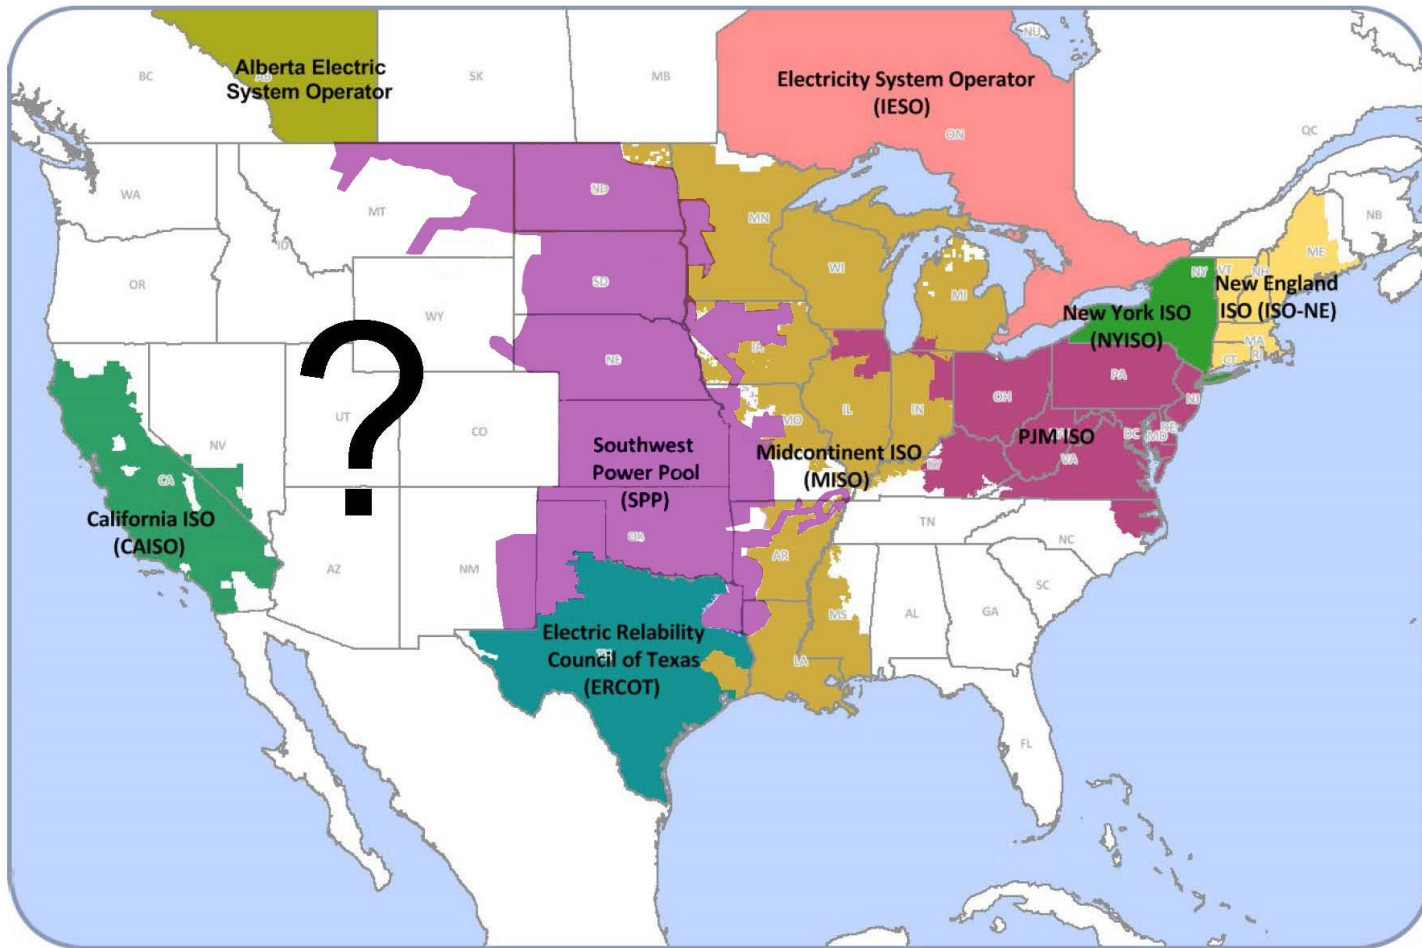 NU
BC
Alberta Electric
System Operator
SK
MB
Electricity System Operator
(IESO)
ON
QC
WA
MT
ND
MN
NB
ME
ID
OR
SD
WI
MI
NY
VT
NH
New England
ISO (ISO-NE)
WY
New York ISO
(NYISO)
MA
RI
CT
IA
NE
PA
?
UT
CO
NV
OH
NJ
IL
IN
MO
DE
MD
DC
PJM ISO
VA
KY
Southwest
Power Pool
(SPP)
Midcontinent ISO
(MISO)
CA
California ISO
(CAISO)
TN
NC
OK
AR
AZ
NM
SC
MS
AL
GA
Electric Relability
Council of Texas
(ERCOT)
LA
FL